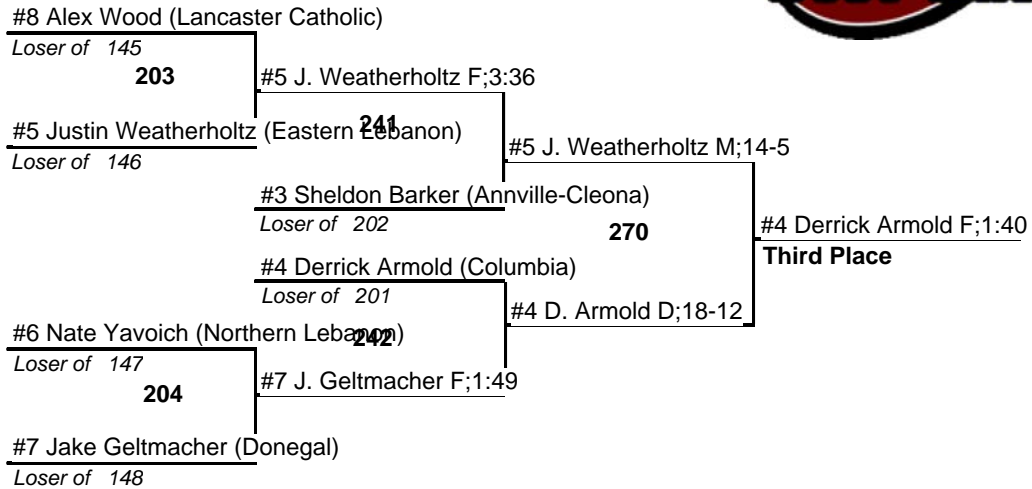 #8 Alex Wood (Lancaster Catholic)
Loser of 145
203
#5 J. Weatherholtz F;3:36
#5 Justin Weatherholtz (Eastern Lebanon)
241
Loser of 146
#5 J. Weatherholtz M;14-5
#3 Sheldon Barker (Annville-Cleona)
Loser of 202
270
#4 Derrick Armold F;1:40
Third Place
#4 Derrick Armold (Columbia)
Loser of 201
#4 D. Armold D;18-12
#6 Nate Yavoich (Northern Lebanon)
242
Loser of 147
204
#7 J. Geltmacher F;1:49
#7 Jake Geltmacher (Donegal)
Loser of 148